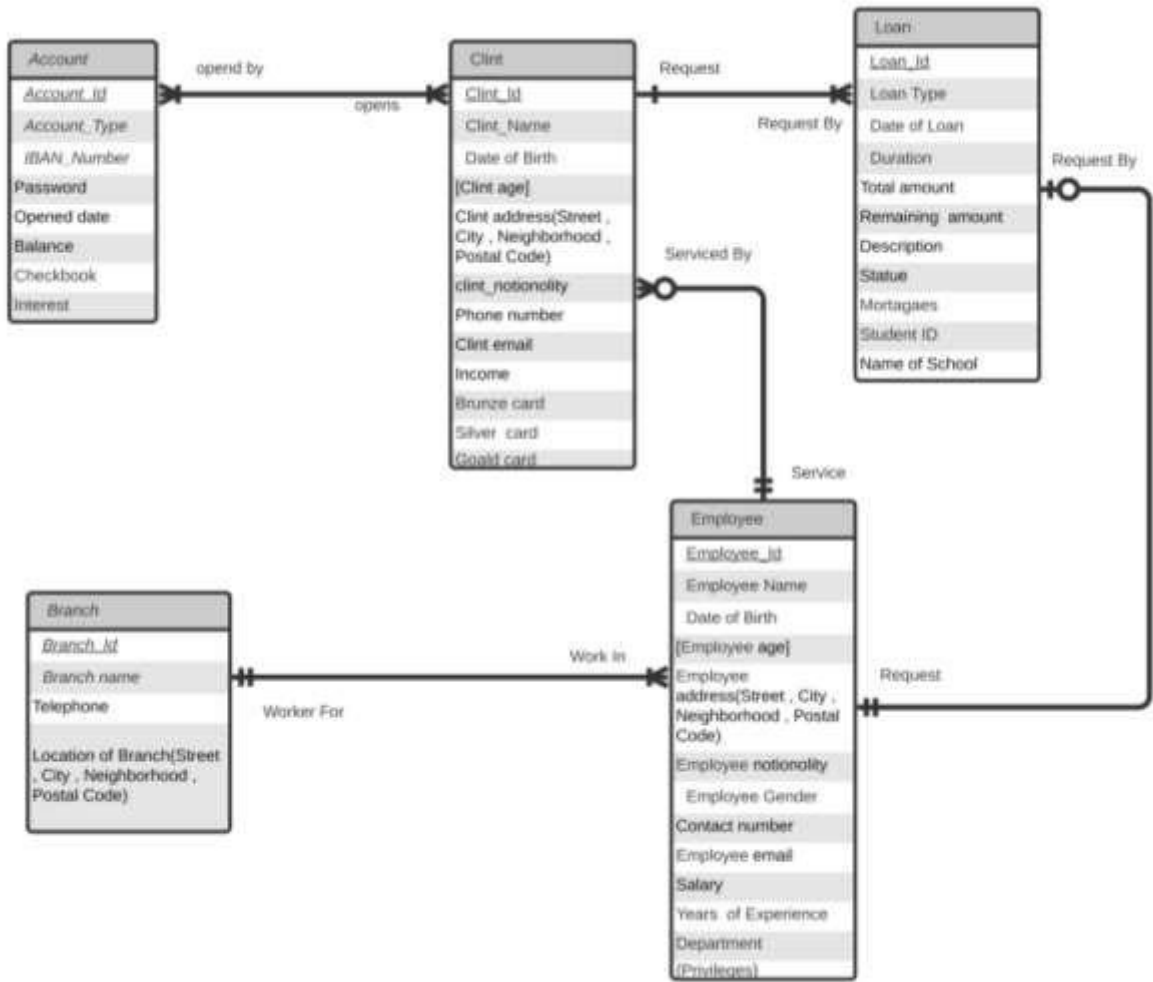 Account
Account_Id
Account_Type
IBAN_Number
Password
Opened date
Balance
Checkbook
Interest
opend by
opens
Clint
Clint_Id
Clint_Name
Date of Birth
[Clint age]
Clint address(Street ,
City , Neighborhood ,
Postal Code)
clint_notionolity
Phone number
Clint email
Income
Brunze card
Silver card
Goald card
Request
Request By
Loan
Loan_Id
Loan Type
Date of Loan
Duration
Total amount
Remaining amount
Description
Statue
Mortagaes
Student ID
Name of School
Request By
Serviced By
Service
Employee
Employee_Id
Employee Name
Date of Birth
[Employee age]
Employee
address(Street , City ,
Neighborhood , Postal
Code)
Employee notionolity
Employee Gender
Contact number
Employee email
Salary
Years of Experience
Department
(Privileges)
Request
Branch
Branch_Id
Branch name
Telephone
Location of Branch(Street
, City , Neighborhood ,
Postal Code)
Work In
Worker For